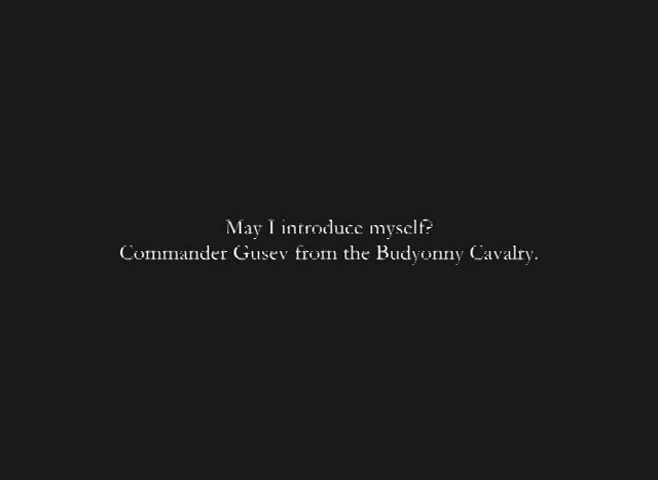 May I introduce myself?
Commander Gusev from the Budyonny Cavalry.